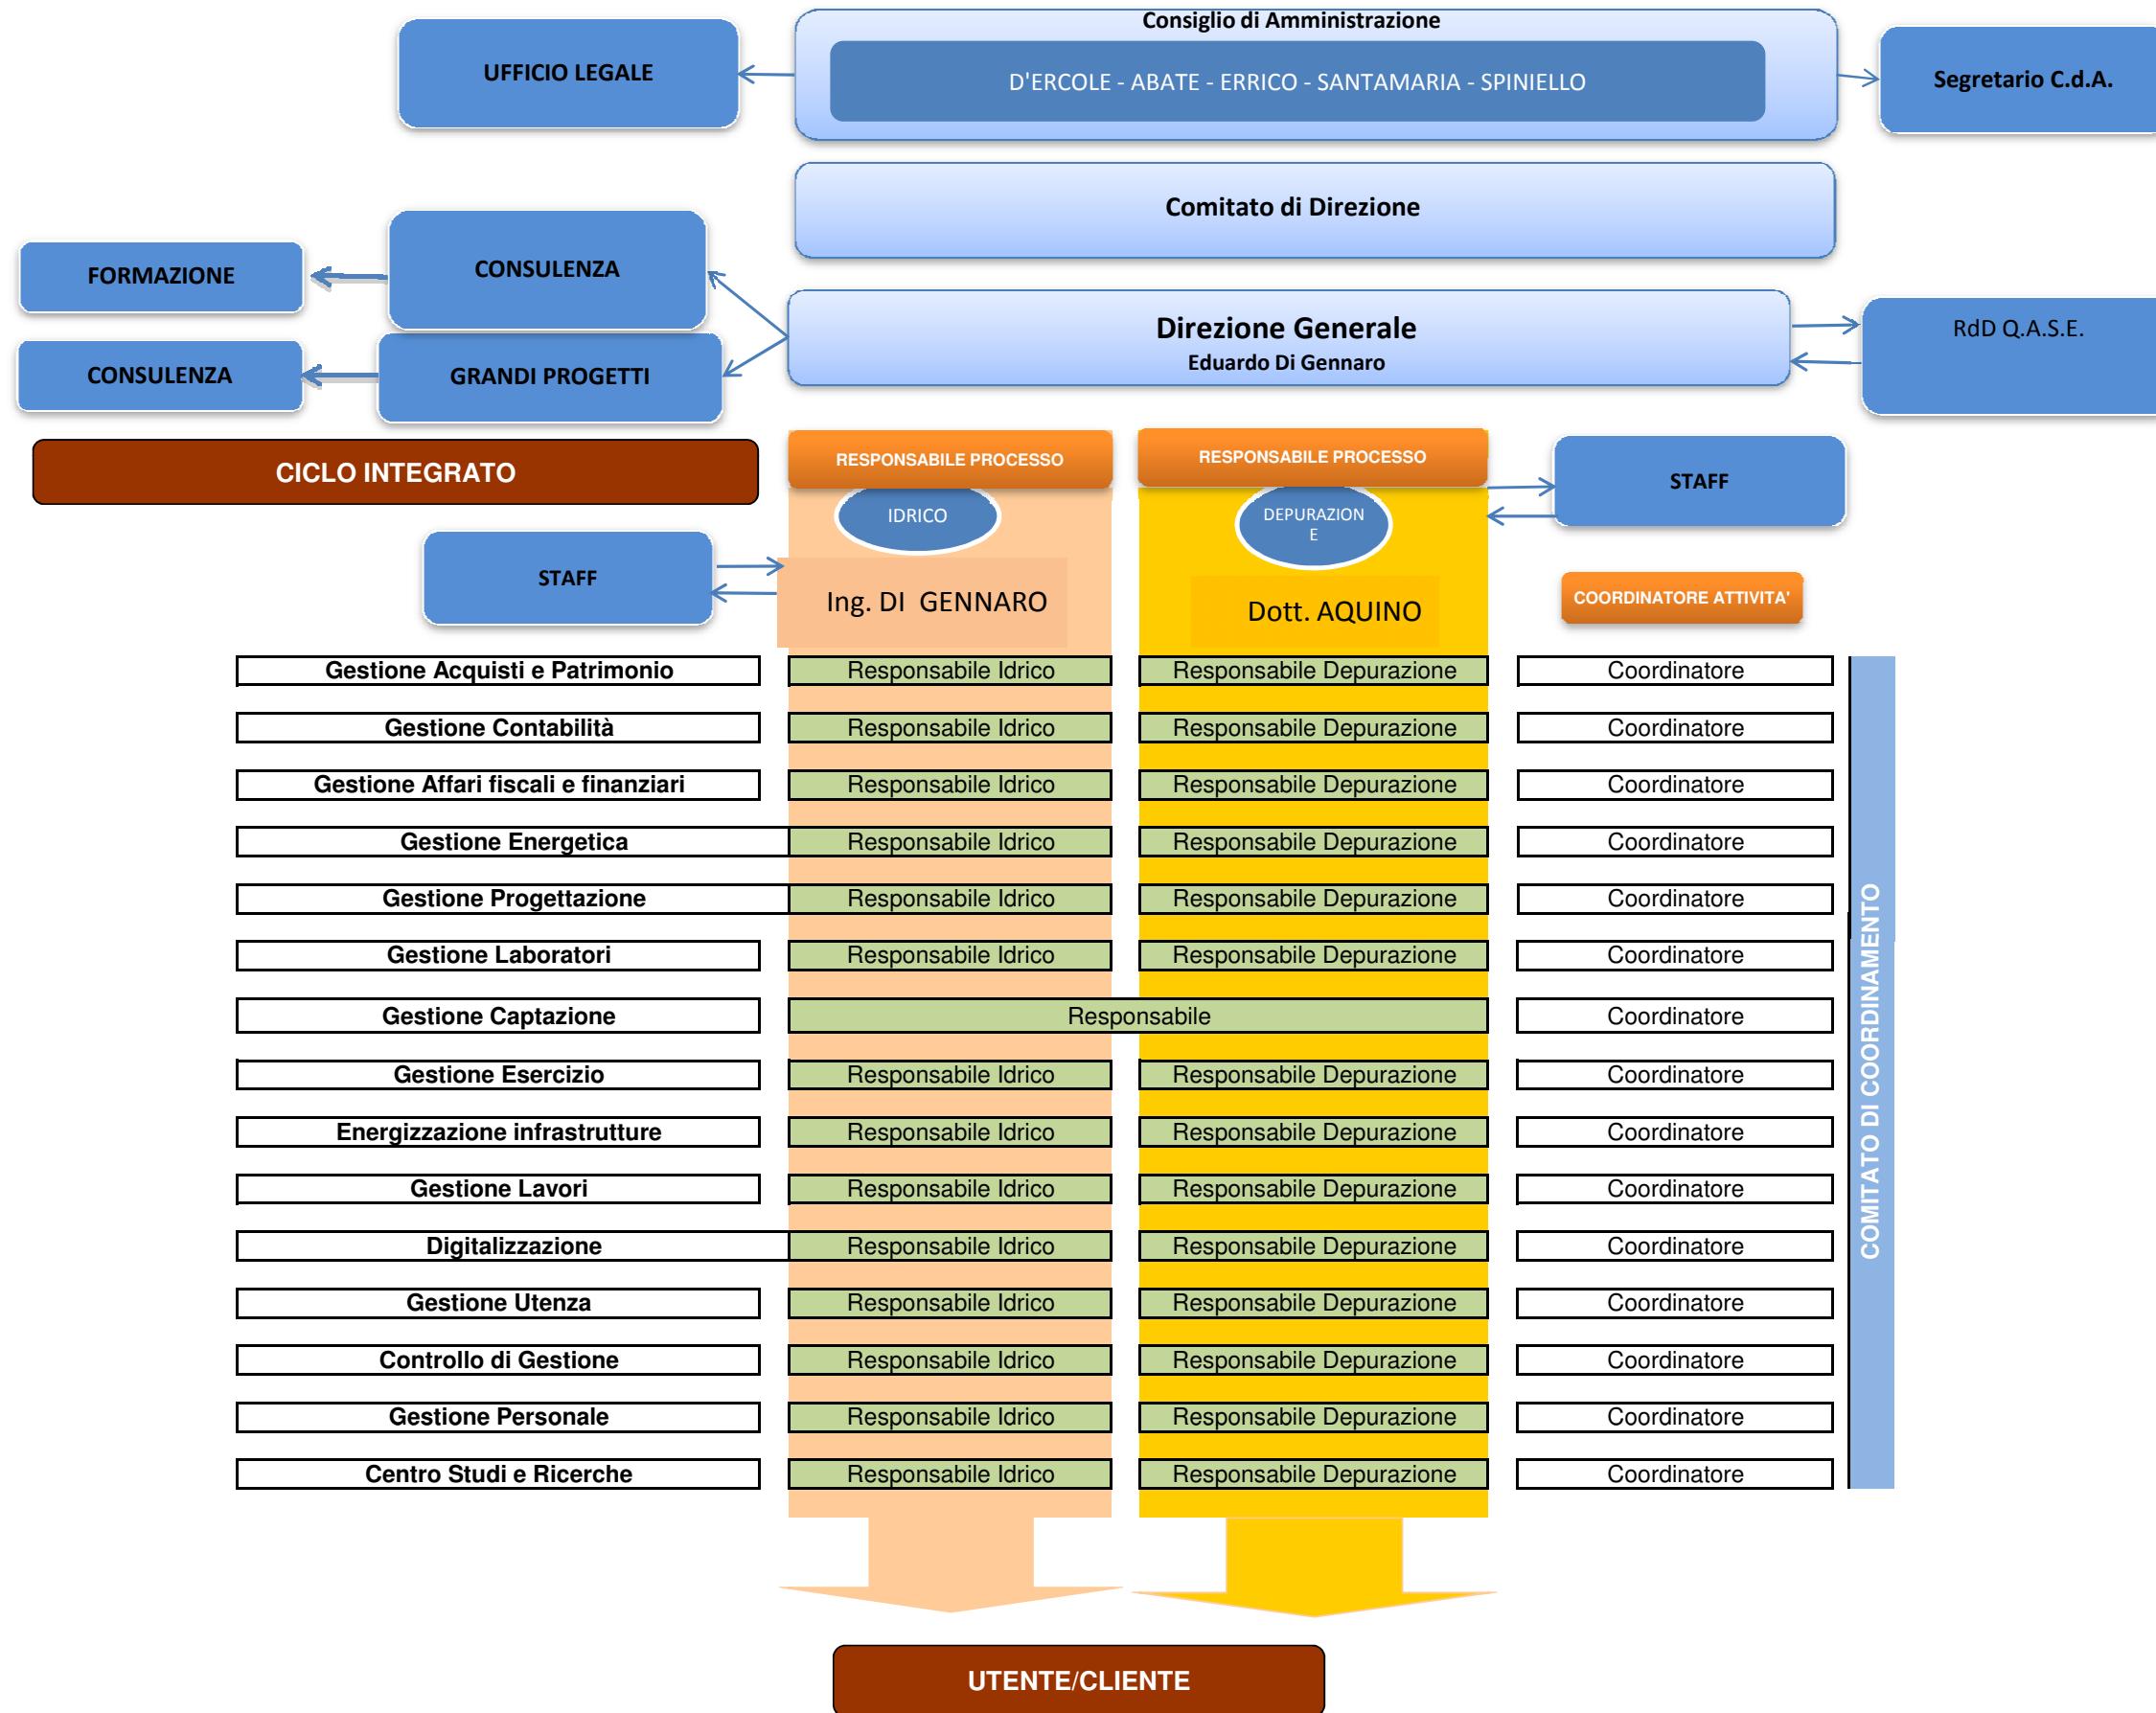 Consiglio di Amministrazione
UFFICIO LEGALE
D'ERCOLE - ABATE - ERRICO - SANTAMARIA - SPINIELLO
Segretario C.d.A.
Comitato di Direzione
FORMAZIONE
CONSULENZA
Direzione Generale
Eduardo Di Gennaro
RdD Q.A.S.E.
CONSULENZA
GRANDI PROGETTI
CICLO INTEGRATO
RESPONSABILE PROCESSO
RESPONSABILE PROCESSO
STAFF
IDRICO
DEPURAZION
E
STAFF
Ing. DI GENNARO
Dott. AQUINO
COORDINATORE ATTIVITA'
Gestione Acquisti e Patrimonio Responsabile Idrico Responsabile Depurazione Coordinatore
Gestione Contabilità Responsabile Idrico Responsabile Depurazione Coordinatore
Gestione Affari fiscali e finanziari Responsabile Idrico Responsabile Depurazione Coordinatore
Gestione Energetica Responsabile Idrico Responsabile Depurazione Coordinatore
Gestione Progettazione Responsabile Idrico Responsabile Depurazione Coordinatore
Gestione Laboratori Responsabile Idrico Responsabile Depurazione Coordinatore
Gestione Captazione Responsabile Coordinatore
Gestione Esercizio Responsabile Idrico Responsabile Depurazione Coordinatore
Energizzazione infrastrutture Responsabile Idrico Responsabile Depurazione Coordinatore
Gestione Lavori Responsabile Idrico Responsabile Depurazione Coordinatore
Digitalizzazione Responsabile Idrico Responsabile Depurazione Coordinatore
Gestione Utenza Responsabile Idrico Responsabile Depurazione Coordinatore
Controllo di Gestione Responsabile Idrico Responsabile Depurazione Coordinatore
Gestione Personale Responsabile Idrico Responsabile Depurazione Coordinatore
Centro Studi e Ricerche Responsabile Idrico Responsabile Depurazione Coordinatore
COMITATO DI COORDINAMENTO
UTENTE/CLIENTE